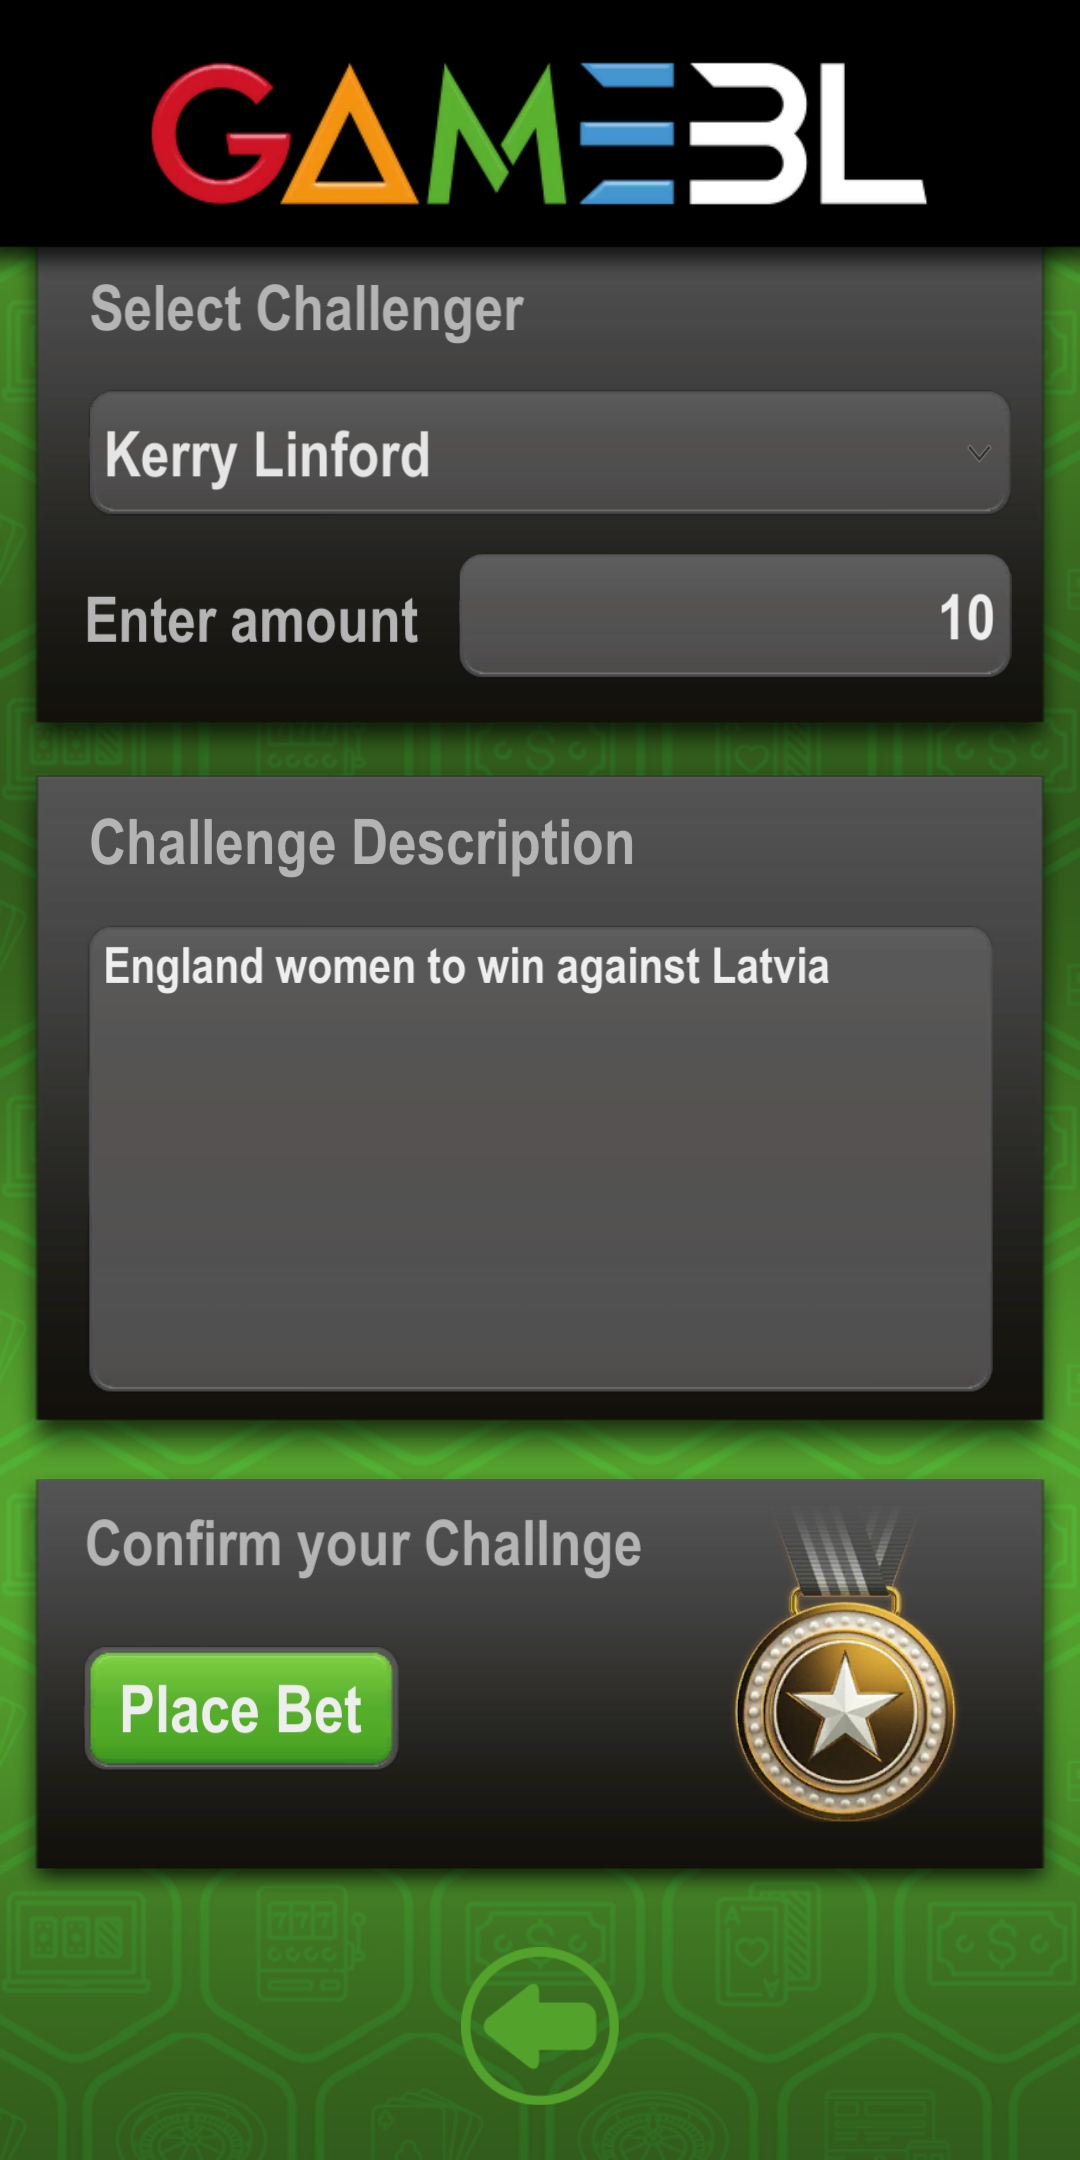 GAMEBL
Select Challenger
Kerry Linford
Enter amount
10
Challenge Description
England women to win against Latvia
Confirm your Challnge
Place Bet
777
A